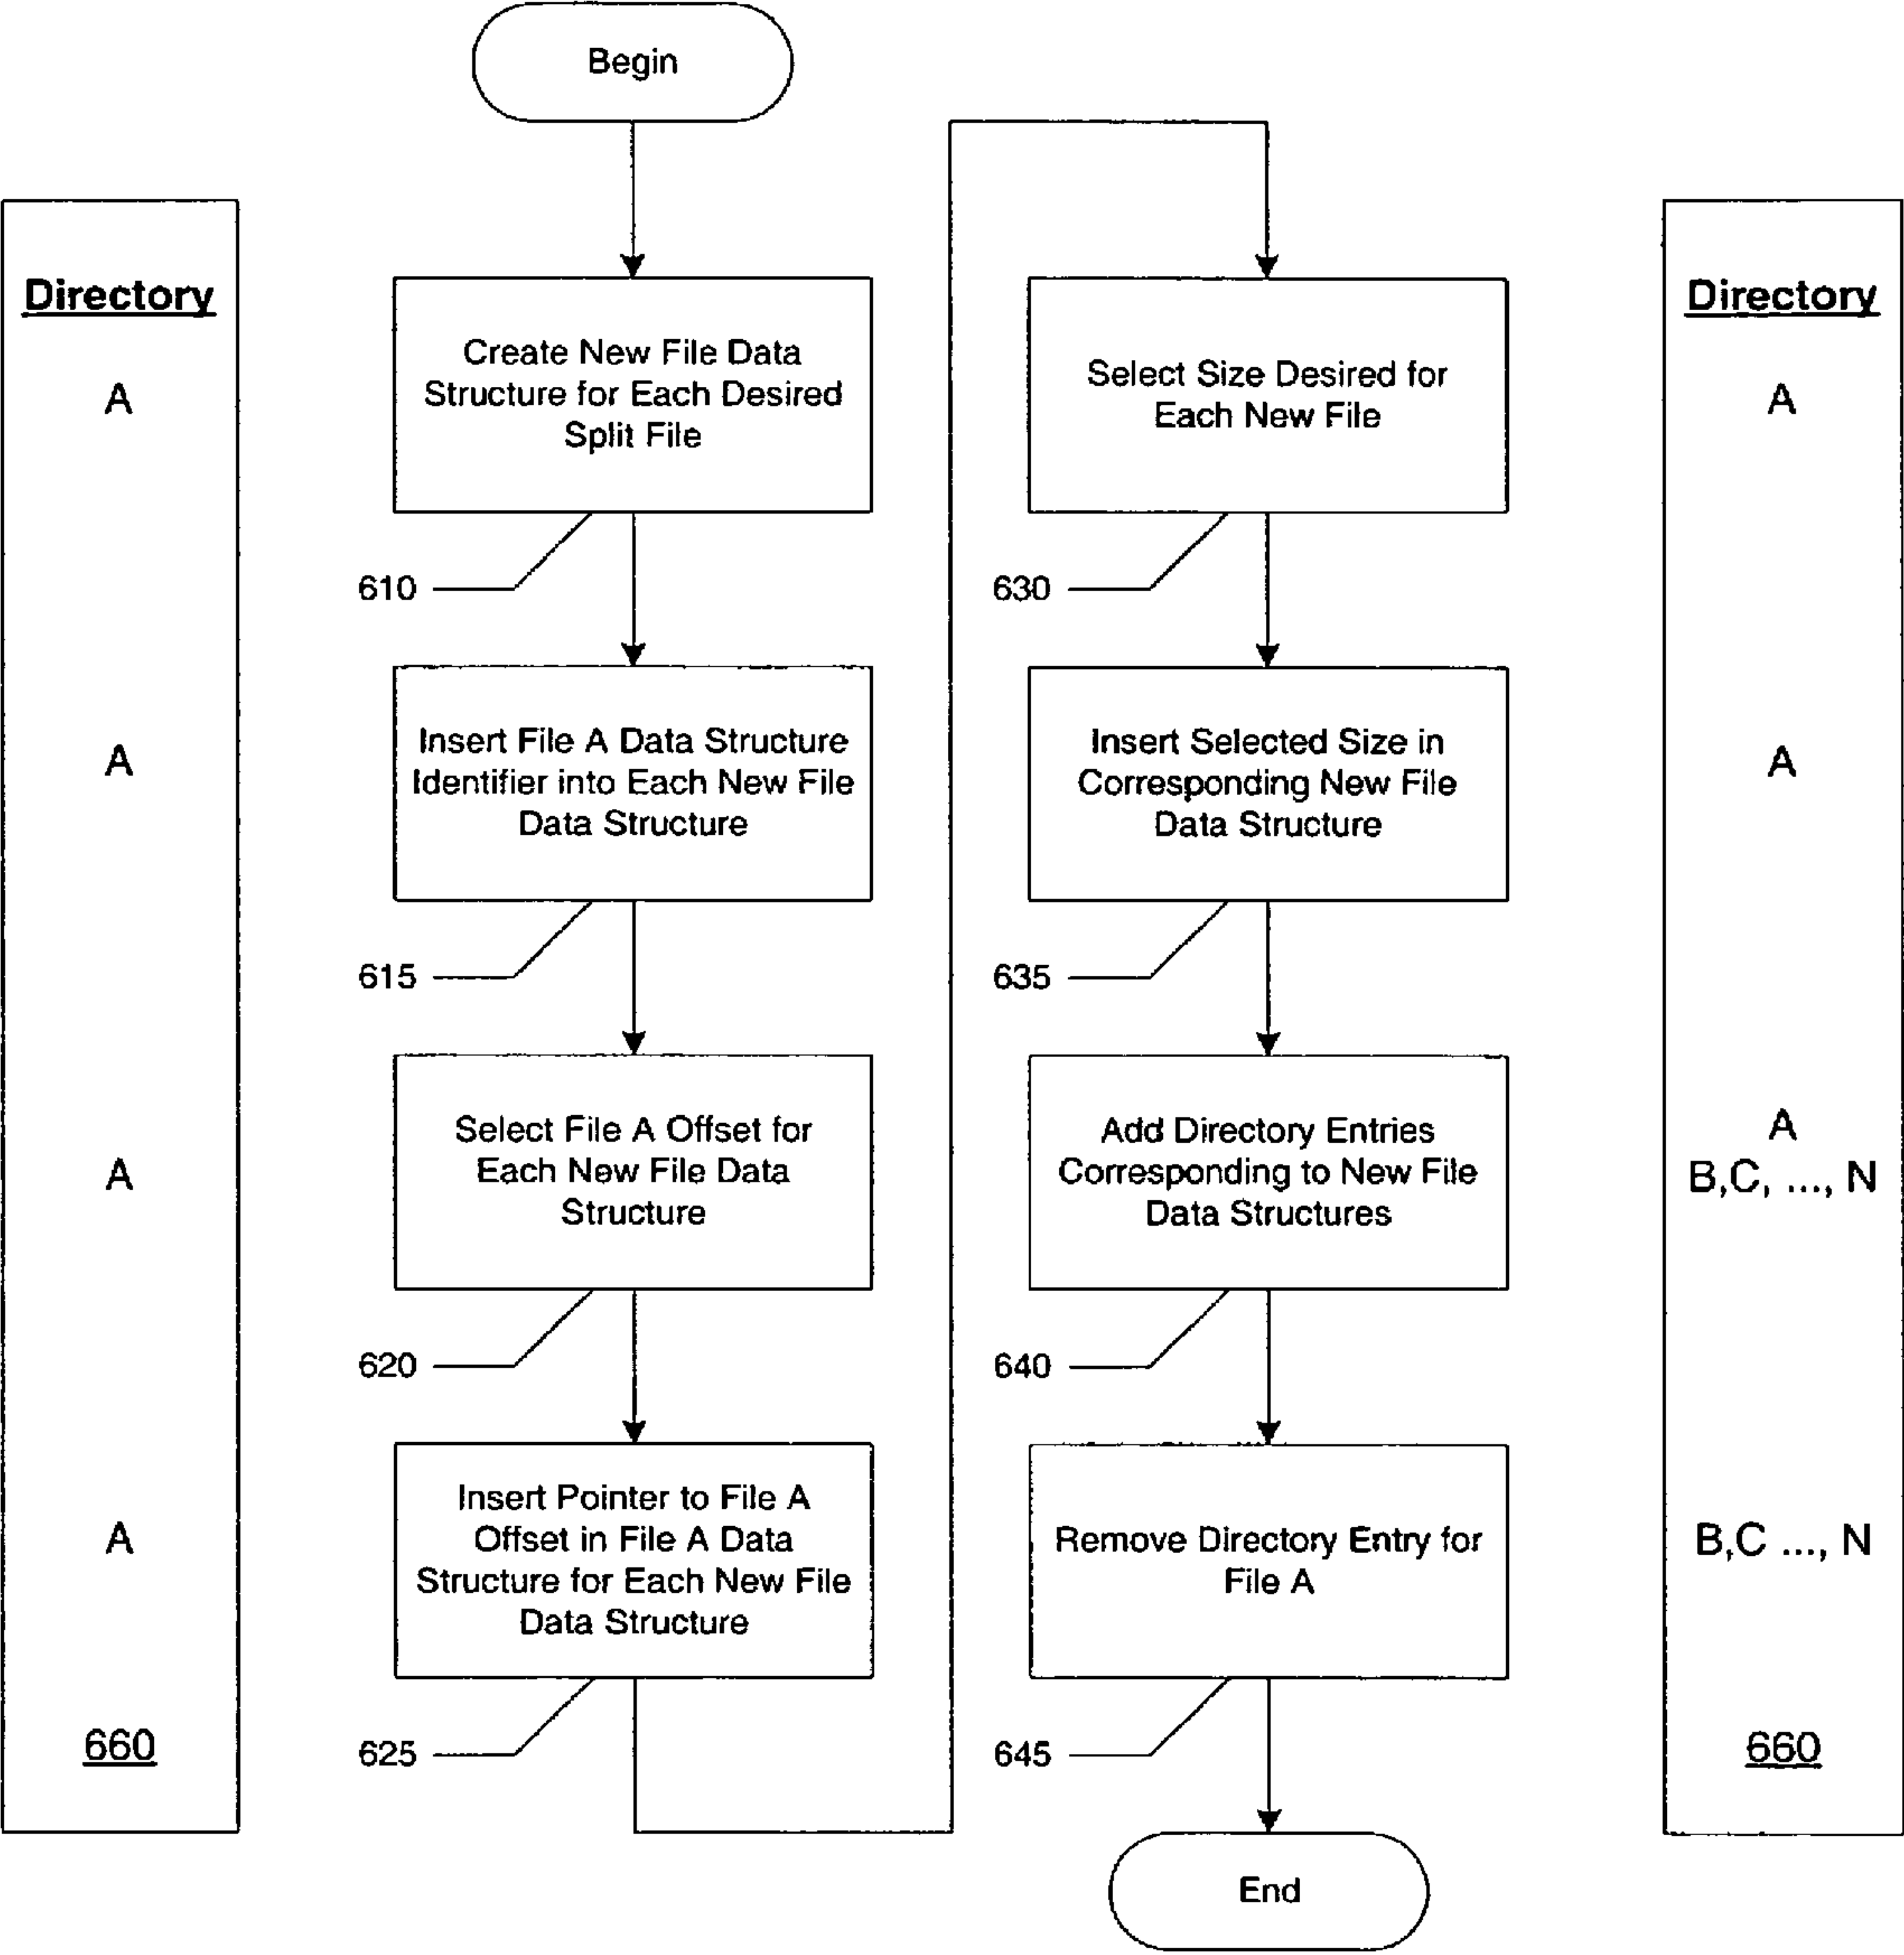 Begin
Directory
A
A
A
A
660
Create New File Data
Structure for Each Desired
Split File
610
Insert File A Data Structure
Identifier into Each New File
Data Structure
615
Select File A Offset for
Each New File Data
Structure
620
Insert Pointer to File A
Offset in File A Data
Structure for Each New File
Data Structure
625
Select Size Desired for
Each New File
630
Insert Selected Size in
Corresponding New File
Data Structure
635
Add Directory Entries
Corresponding to New File
Data Structures
640
Remove Directory Entry for
File A
645
End
Directory
A
A
A
B,C, ..., N
B,C ..., N
660